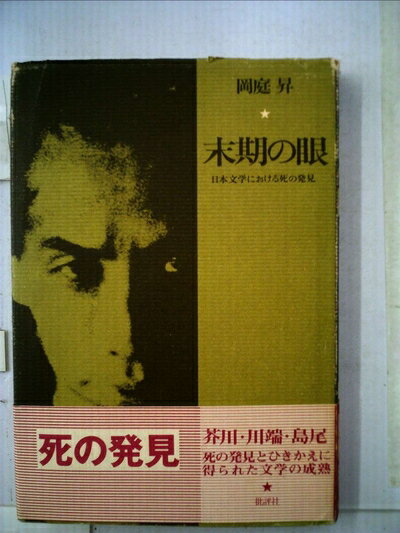 岡庭 昇
★
末期の眼
日本文学における死の発見
死の発見
芥川・川端・島尾
死の発見とひきかえに
得られた文学の成熟
★
批評社